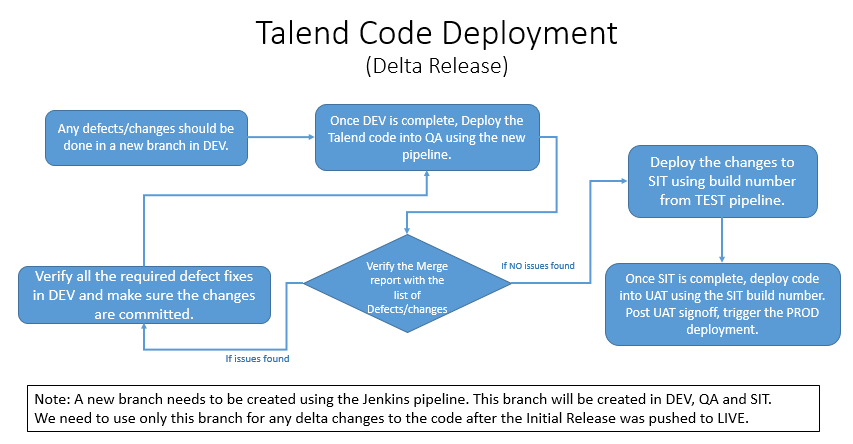 Talend Code Deployment
(Delta Release)
Any defects/changes should be
done in a new branch in DEV.
Once DEV is complete, Deploy the
Talend code into QA using the new
pipeline.
Deploy the changes to
SIT using build number
from TEST pipeline.
Verify all the required defect fixes
in DEV and make sure the changes
are committed.
Verify the Merge
report with the
list of
Defects/changes
If NO issues found
If issues found
Once SIT is complete, deploy code
into UAT using the SIT build number.
Post UAT signoff, trigger the PROD
deployment.
Note: A new branch needs to be created using the Jenkins pipeline. This branch will be created in DEV, QA and SIT.
We need to use only this branch for any delta changes to the code after the Initial Release was pushed to LIVE.